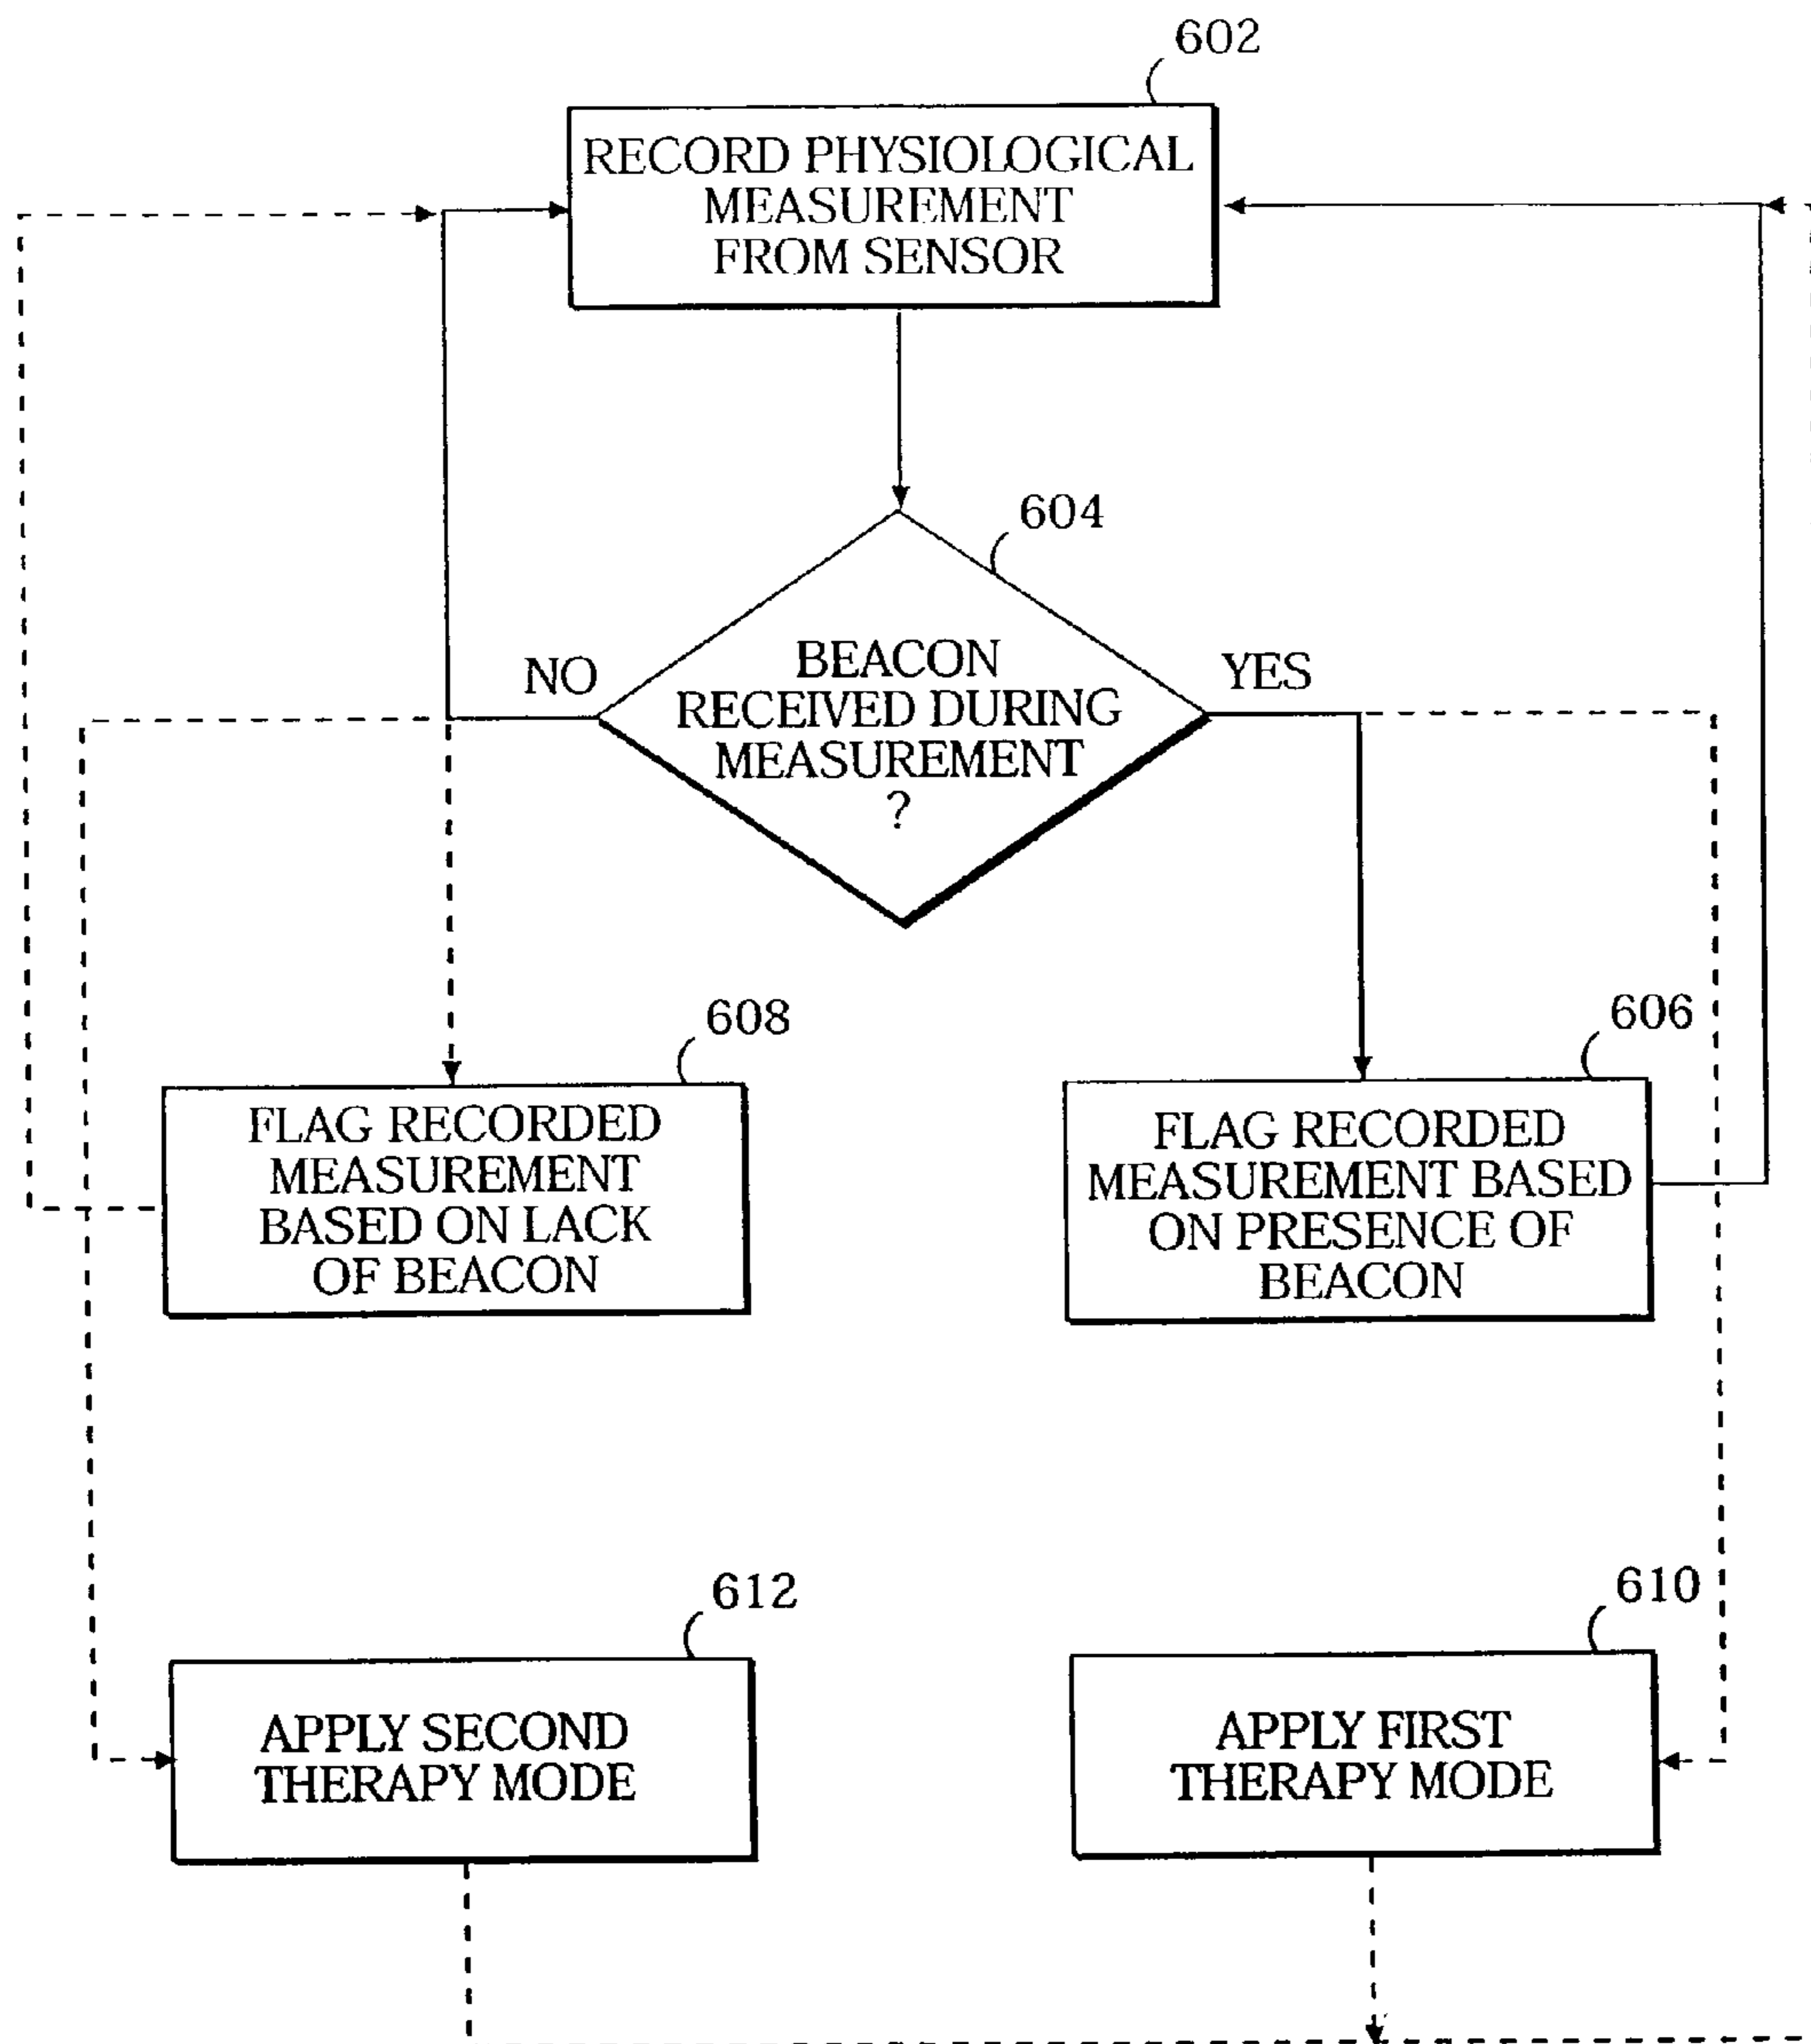 602
RECORD PHYSIOLOGICAL
MEASUREMENT
FROM SENSOR
604
NO
BEACON
RECEIVED DURING
MEASUREMENT
?
YES
608
FLAG RECORDED
MEASUREMENT
BASED ON LACK
OF BEACON
606
FLAG RECORDED
MEASUREMENT BASED
ON PRESENCE OF
BEACON
612
APPLY SECOND
THERAPY MODE
610
APPLY FIRST
THERAPY MODE